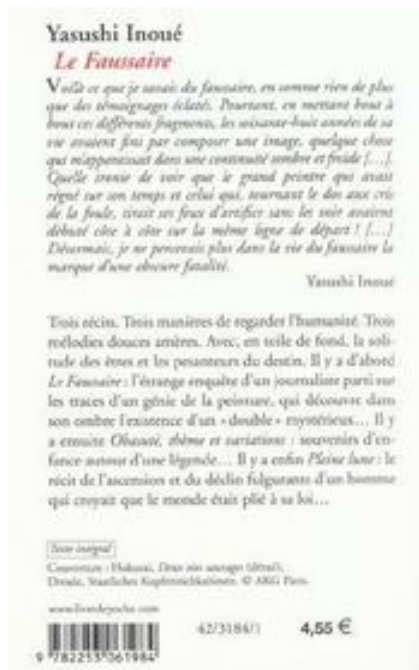 Yasushi Inoué
Le Faussaire
Voilà ce que je savais du faussaire, en somme rien de plus
que des témoignages éclatés. Pourtant, en mettant bout à
bout ces différents fragments, les soixante-huit années de sa
vie avaient fini par composer une image, quelque chose
qui m'apparaissait dans une continuité sombre et froide [...].
Quelle ironie de voir que le grand peintre qui avait
régné sur son temps et celui qui, tournant le dos aux cris
de la foule, tirait ses feux d'artifice sans les voir avaient
débuté côte à côte sur la même ligne de départ ! [...]
Désormais, je ne percevais plus dans la vie du faussaire la
marque d'une obscure fatalité.
Yasushi Inoué
Trois récits. Trois manières de regarder l'humanité. Trois
mélodies douces amères. Avec, en toile de fond, la soli-
tude des êtres et les pesanteurs du destin. Il y a d'abord
Le Faussaire : l'étrange enquête d'un journaliste parti sur
les traces d'un génie de la peinture, qui découvre dans
son ombre l'existence d'un « double » mystérieux... Il y
a ensuite Obasuté, thème et variations : souvenirs d'en-
fance autour d'une légende... Il y a enfin Pleine lune : le
récit de l'ascension et du déclin fulgurants d'un homme
qui croyait que le monde était plié à sa loi...
Texte intégral
Couverture : Hokusai, Deux oies sauvages (détail),
Dresde, Staatliches Kupferstichkabinett. © AKG Paris.
www.livredepoche.com
42/3184/1
4,55 €
9 782253 061984